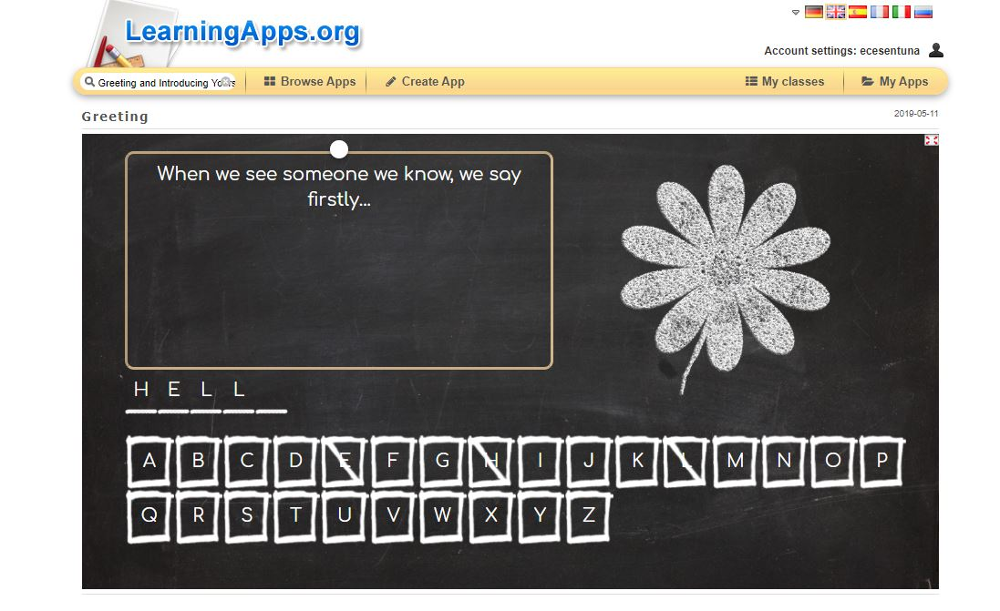 LearningApps.org
Account settings: ecesentuna
Greeting and Introducing Yours
Browse Apps
Create App
My classes
My Apps
Greeting
2019-05-11
When we see someone we know, we say
firstly...
H E L L
A B C D E F G H I J K L M N O P
Q R S T U V W X Y Z